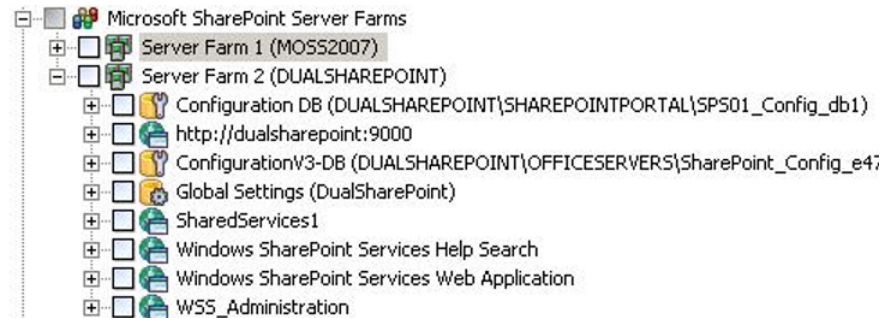 Microsoft SharePoint Server Farms
Server Farm 1 (MOSS2007)
Server Farm 2 (DUALSHAREPOINT)
Configuration DB (DUALSHAREPOINT\SHAREPOINTPORTAL\SPS01_Config_db1)
http://dualsharepoint:9000
ConfigurationV3-DB (DUALSHAREPOINT\OFFICESERVERS\SharePoint_Config_e47
Global Settings (DualSharePoint)
SharedServices1
Windows SharePoint Services Help Search
Windows SharePoint Services Web Application
WSS_Administration